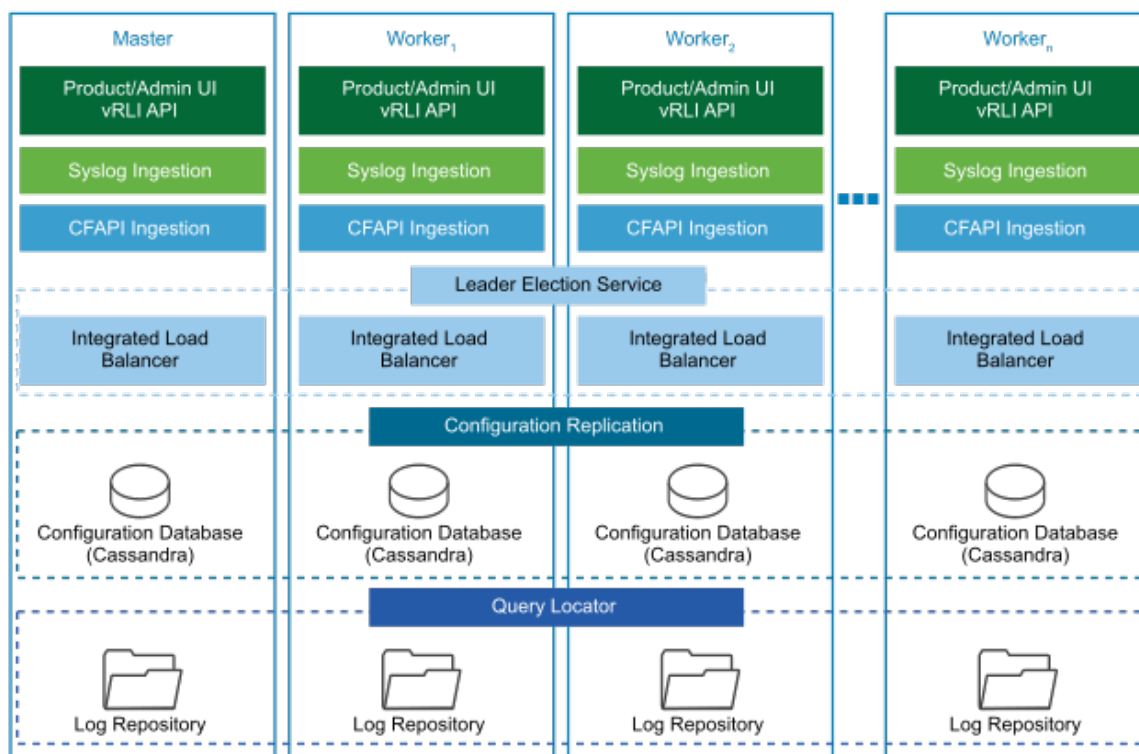 Master
Worker1
Worker2
Workern
Product/Admin UI
vRLI API
Product/Admin UI
vRLI API
Product/Admin UI
vRLI API
Product/Admin UI
vRLI API
Syslog Ingestion
Syslog Ingestion
Syslog Ingestion
Syslog Ingestion
CFAPI Ingestion
CFAPI Ingestion
CFAPI Ingestion
CFAPI Ingestion
Leader Election Service
Integrated Load
Balancer
Integrated Load
Balancer
Integrated Load
Balancer
Integrated Load
Balancer
Configuration Replication
Configuration Database
(Cassandra)
Configuration Database
(Cassandra)
Configuration Database
(Cassandra)
Configuration Database
(Cassandra)
Query Locator
Log Repository
Log Repository
Log Repository
Log Repository